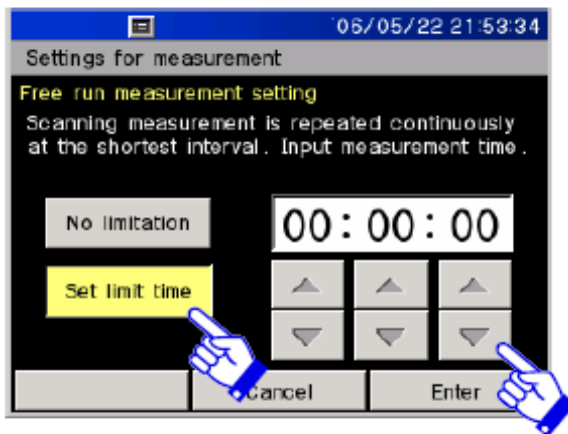 '06/05/22 21:53:34
Settings for measurement
Free run measurement setting
Scanning measurement is repeated continuously
at the shortest interval. Input measurement time.
No limitation
00:00:00
Set limit time
Cancel
Enter